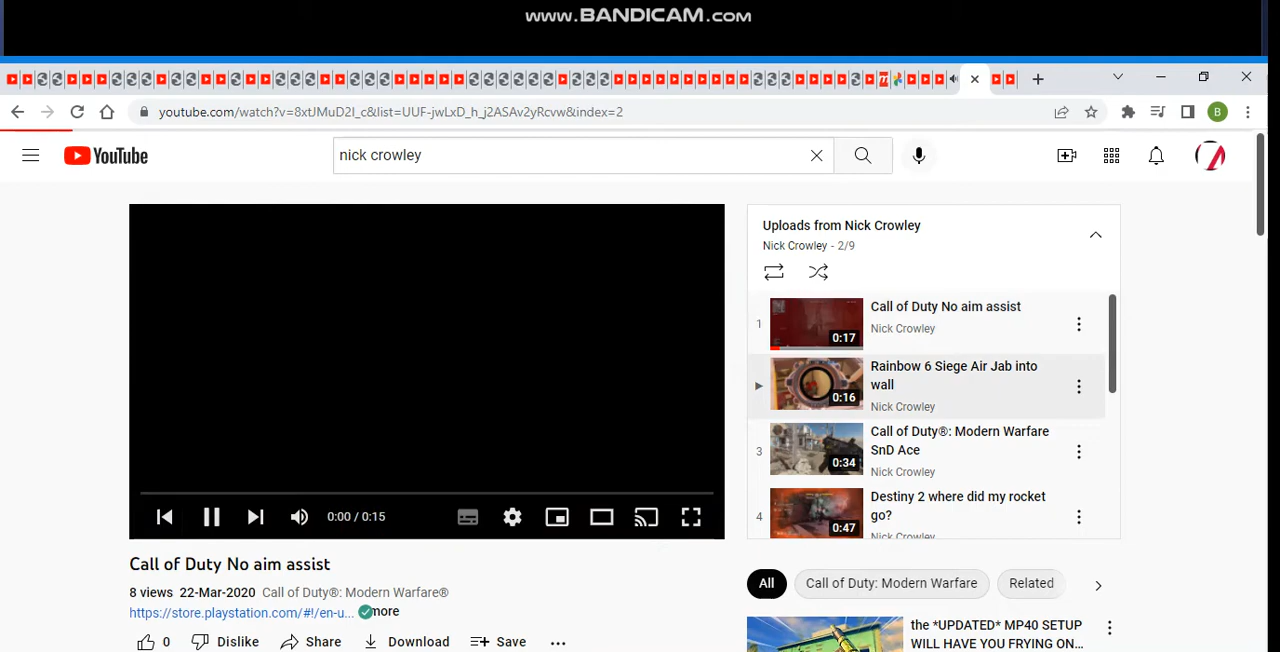 www.BANDICAM.com
youtube.com/watch?v=8xtUMuD2I_c&list=UUF-jwLxD_h_j2ASAv2yRcvw&index=2
B
YouTube
nick crowley
Uploads from Nick Crowley
Nick Crowley - 2/9
1
0:17
Call of Duty No aim assist
Nick Crowley
0:16
Rainbow 6 Siege Air Jab into
wall
Nick Crowley
3
0:34
Call of Duty®: Modern Warfare
SnD Ace
Nick Crowley
4
0:47
Destiny 2 where did my rocket
go?
Nick Crowley
0:00 / 0:15
Call of Duty No aim assist
8 views 22-Mar-2020 Call of Duty®: Modern Warfare®
https://store.playstation.com/#!/en-u... more
0 Dislike Share Download Save
All Call of Duty: Modern Warfare Related
the *UPDATED* MP40 SETUP
WILL HAVE YOU FRYING ON...